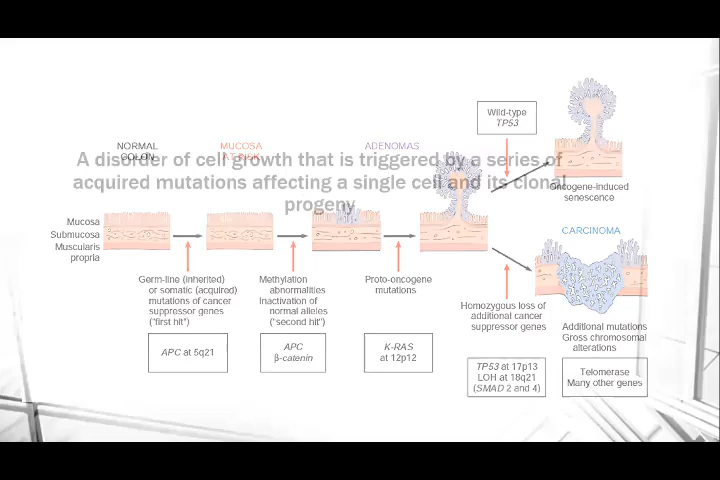 Wild-type
TP53
NORMAL
COLON
MUCOSA
AT RISK
ADENOMAS
A disorder of cell growth that is triggered by a series of
acquired mutations affecting a single cell and its clonal
progeny
Oncogene-induced
senescence
CARCINOMA
Mucosa
Submucosa
Muscularis
propria
Germ-line (inherited)
or somatic (acquired)
mutations of cancer
suppressor genes
("first hit")
Methylation
abnormalities
Inactivation of
normal alleles
("second hit")
Proto-oncogene
mutations
Homozygous loss of
additional cancer
suppressor genes
Additional mutations
Gross chromosomal
alterations
APC at 5q21
APC
β-catenin
K-RAS
at 12p12
TP53 at 17p13
LOH at 18q21
(SMAD 2 and 4)
Telomerase
Many other genes